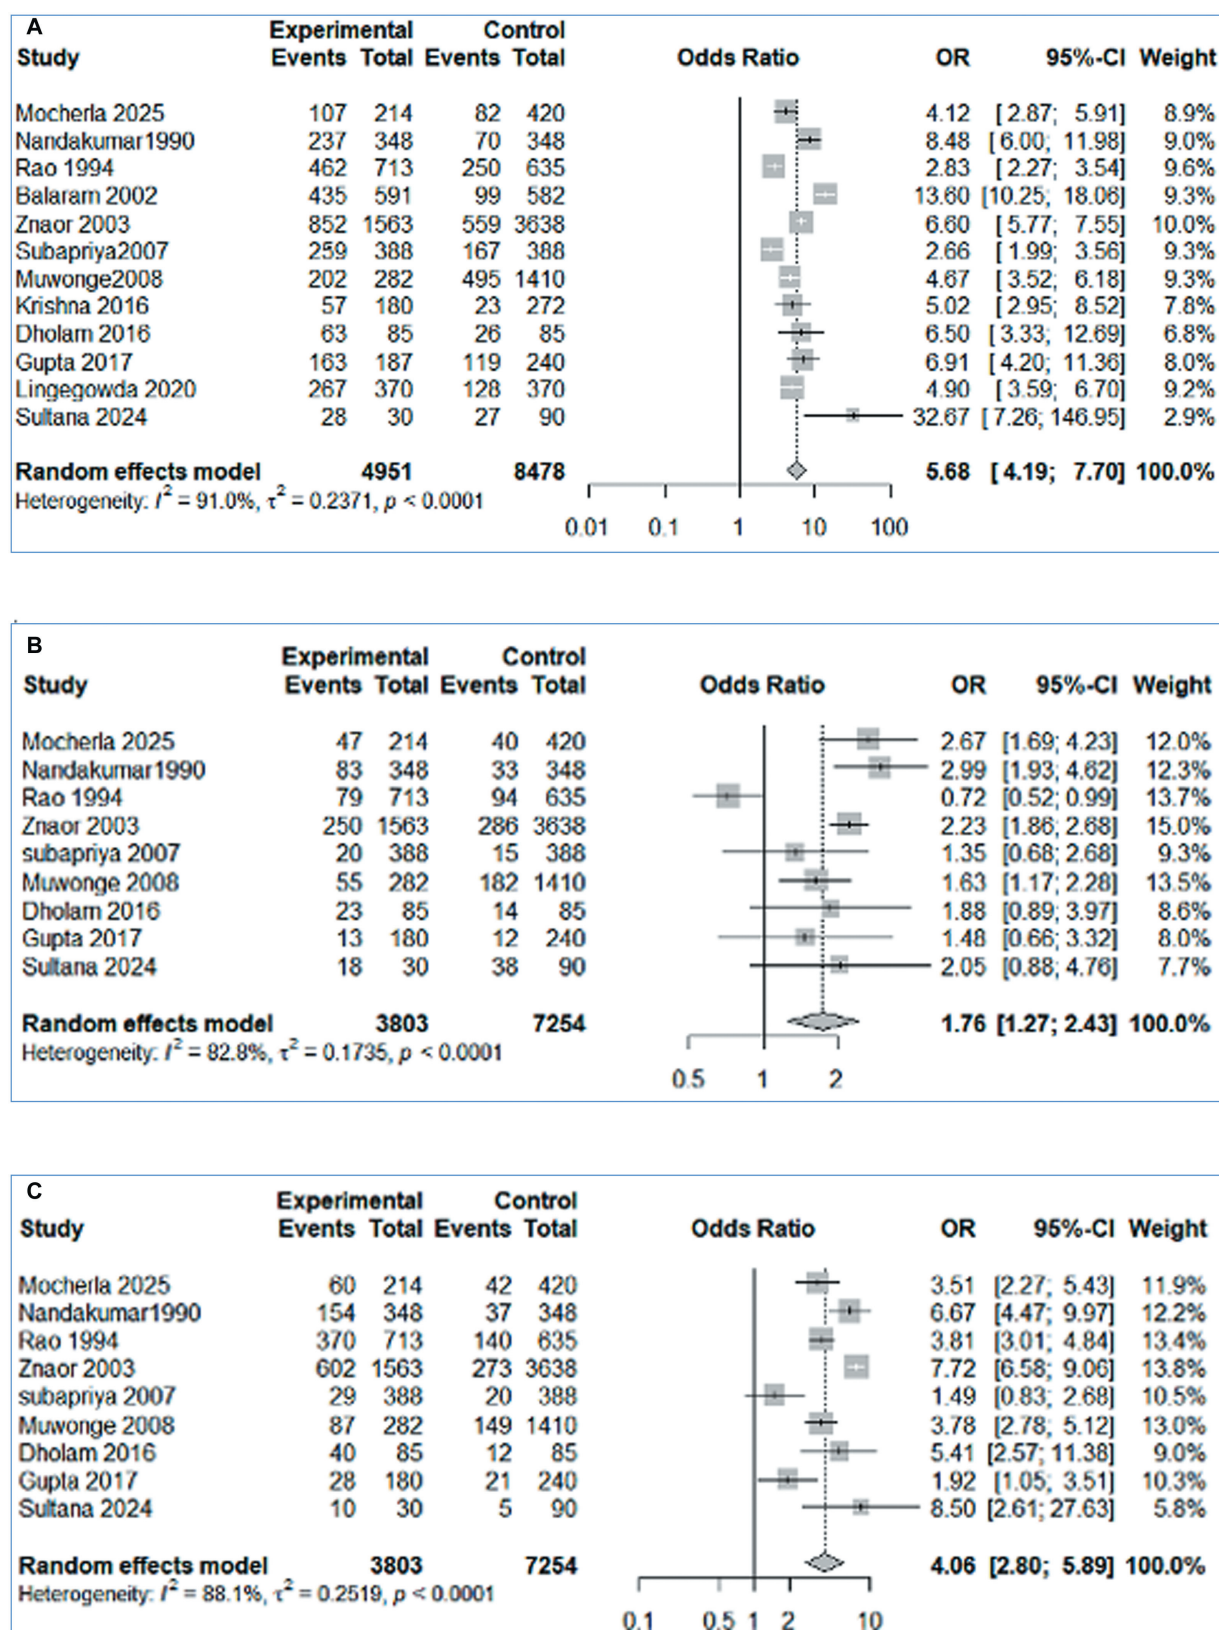 A
Experimental Control
Study Events Total Events Total Odds Ratio OR 95%-CI Weight
Mocherla 2025 107 214 82 420 4.12 [ 2.87; 5.91] 8.9%
Nandakumar1990 237 348 70 348 8.48 [ 6.00; 11.98] 9.0%
Rao 1994 462 713 250 635 2.83 [ 2.27; 3.54] 9.6%
Balaram 2002 435 591 99 582 13.60 [10.25; 18.06] 9.3%
Znaor 2003 852 1563 559 3638 6.60 [ 5.77; 7.55] 10.0%
Subapriya2007 259 388 167 388 2.66 [ 1.99; 3.56] 9.3%
Muwonge2008 202 282 495 1410 4.67 [ 3.52; 6.18] 9.3%
Krishna 2016 57 180 23 272 5.02 [ 2.95; 8.52] 7.8%
Dholam 2016 63 85 26 85 6.50 [ 3.33; 12.69] 6.8%
Gupta 2017 163 187 119 240 6.91 [ 4.20; 11.36] 8.0%
Lingegowda 2020 267 370 128 370 4.90 [ 3.59; 6.70] 9.2%
Sultana 2024 28 30 27 90 32.67 [ 7.26; 146.95] 2.9%
Random effects model 4951 8478 5.68 [ 4.19; 7.70] 100.0%
Heterogeneity: I² = 91.0%, τ² = 0.2371, p < 0.0001
0.01 0.1 1 10 100
B
Experimental Control
Study Events Total Events Total Odds Ratio OR 95%-CI Weight
Mocherla 2025 47 214 40 420 2.67 [1.69; 4.23] 12.0%
Nandakumar1990 83 348 33 348 2.99 [1.93; 4.62] 12.3%
Rao 1994 79 713 94 635 0.72 [0.52; 0.99] 13.7%
Znaor 2003 250 1563 286 3638 2.23 [1.86; 2.68] 15.0%
subapriya 2007 20 388 15 388 1.35 [0.68; 2.68] 9.3%
Muwonge 2008 55 282 182 1410 1.63 [1.17; 2.28] 13.5%
Dholam 2016 23 85 14 85 1.88 [0.89; 3.97] 8.6%
Gupta 2017 13 180 12 240 1.48 [0.66; 3.32] 8.0%
Sultana 2024 18 30 38 90 2.05 [0.88; 4.76] 7.7%
Random effects model 3803 7254 1.76 [1.27; 2.43] 100.0%
Heterogeneity: I² = 82.8%, τ² = 0.1735, p < 0.0001
0.5 1 2
C
Experimental Control
Study Events Total Events Total Odds Ratio OR 95%-CI Weight
Mocherla 2025 60 214 42 420 3.51 [2.27; 5.43] 11.9%
Nandakumar1990 154 348 37 348 6.67 [4.47; 9.97] 12.2%
Rao 1994 370 713 140 635 3.81 [3.01; 4.84] 13.4%
Znaor 2003 602 1563 273 3638 7.72 [6.58; 9.06] 13.8%
subapriya 2007 29 388 20 388 1.49 [0.83; 2.68] 10.5%
Muwonge 2008 87 282 149 1410 3.78 [2.78; 5.12] 13.0%
Dholam 2016 40 85 12 85 5.41 [2.57; 11.38] 9.0%
Gupta 2017 28 180 21 240 1.92 [1.05; 3.51] 10.3%
Sultana 2024 10 30 5 90 8.50 [2.61; 27.63] 5.8%
Random effects model 3803 7254 4.06 [2.80; 5.89] 100.0%
Heterogeneity: I² = 88.1%, τ² = 0.2519, p < 0.0001
0.1 0.5 1 2 10